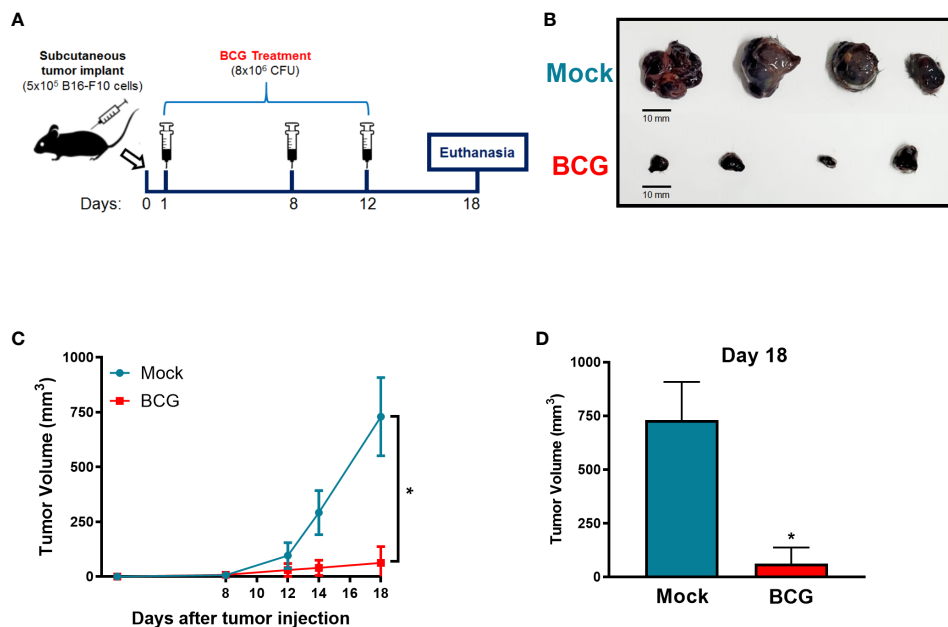 A
Subcutaneous
tumor implant
(5x10⁵ B16-F10 cells)
BCG Treatment
(8x10⁶ CFU)
Euthanasia
Days: 0 1 8 12 18
B
Mock
10 mm
BCG
10 mm
C
Tumor Volume (mm³)
1000
750
500
250
0
Mock
BCG
*
8 10 12 14 16 18
Days after tumor injection
D
Day 18
Tumor Volume (mm³)
1000
750
500
250
0
*
Mock BCG